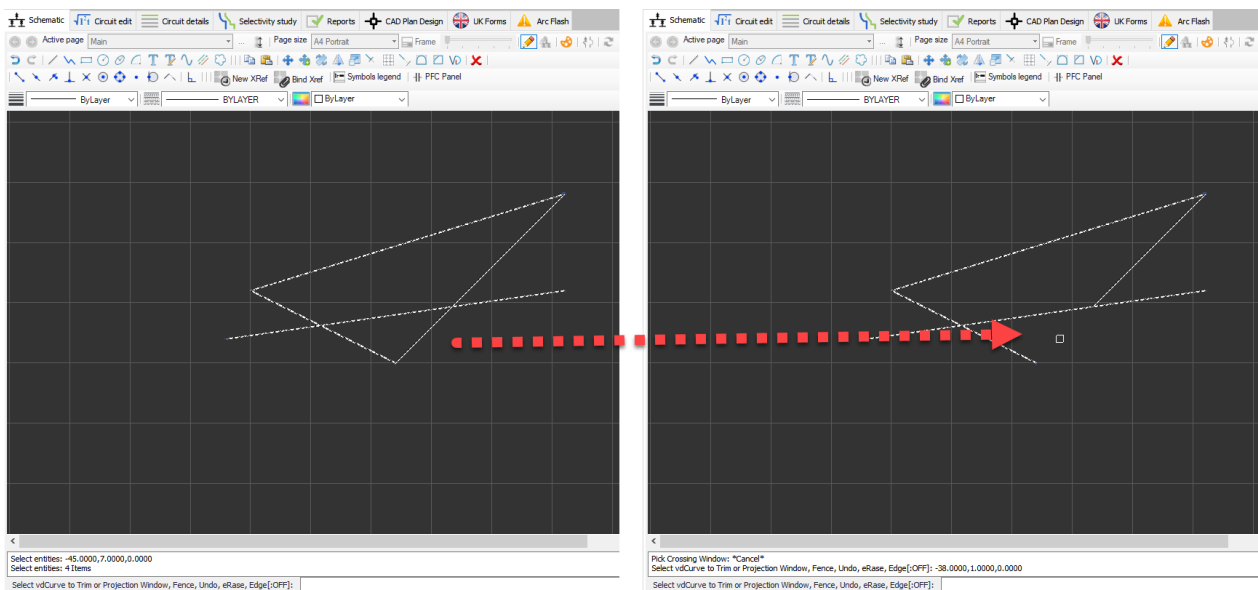 Schematic Circuit edit Circuit details Selectivity study Reports CAD Plan Design UK Forms Arc Flash
Active page Main ... Page size A4 Portrait Frame
New XRef Bind Xref Symbols legend PFC Panel
ByLayer BYLAYER ByLayer
Select entities: -45.0000,7.0000,0.0000
Select entities: 4 Items
Select vdCurve to Trim or Projection Window, Fence, Undo, eRase, Edge[:OFF]:
Schematic Circuit edit Circuit details Selectivity study Reports CAD Plan Design UK Forms Arc Flash
Active page Main ... Page size A4 Portrait Frame
New XRef Bind Xref Symbols legend PFC Panel
ByLayer BYLAYER ByLayer
Pick Crossing Window: *Cancel*
Select vdCurve to Trim or Projection Window, Fence, Undo, eRase, Edge[:OFF]: -38.0000,1.0000,0.0000
Select vdCurve to Trim or Projection Window, Fence, Undo, eRase, Edge[:OFF]: